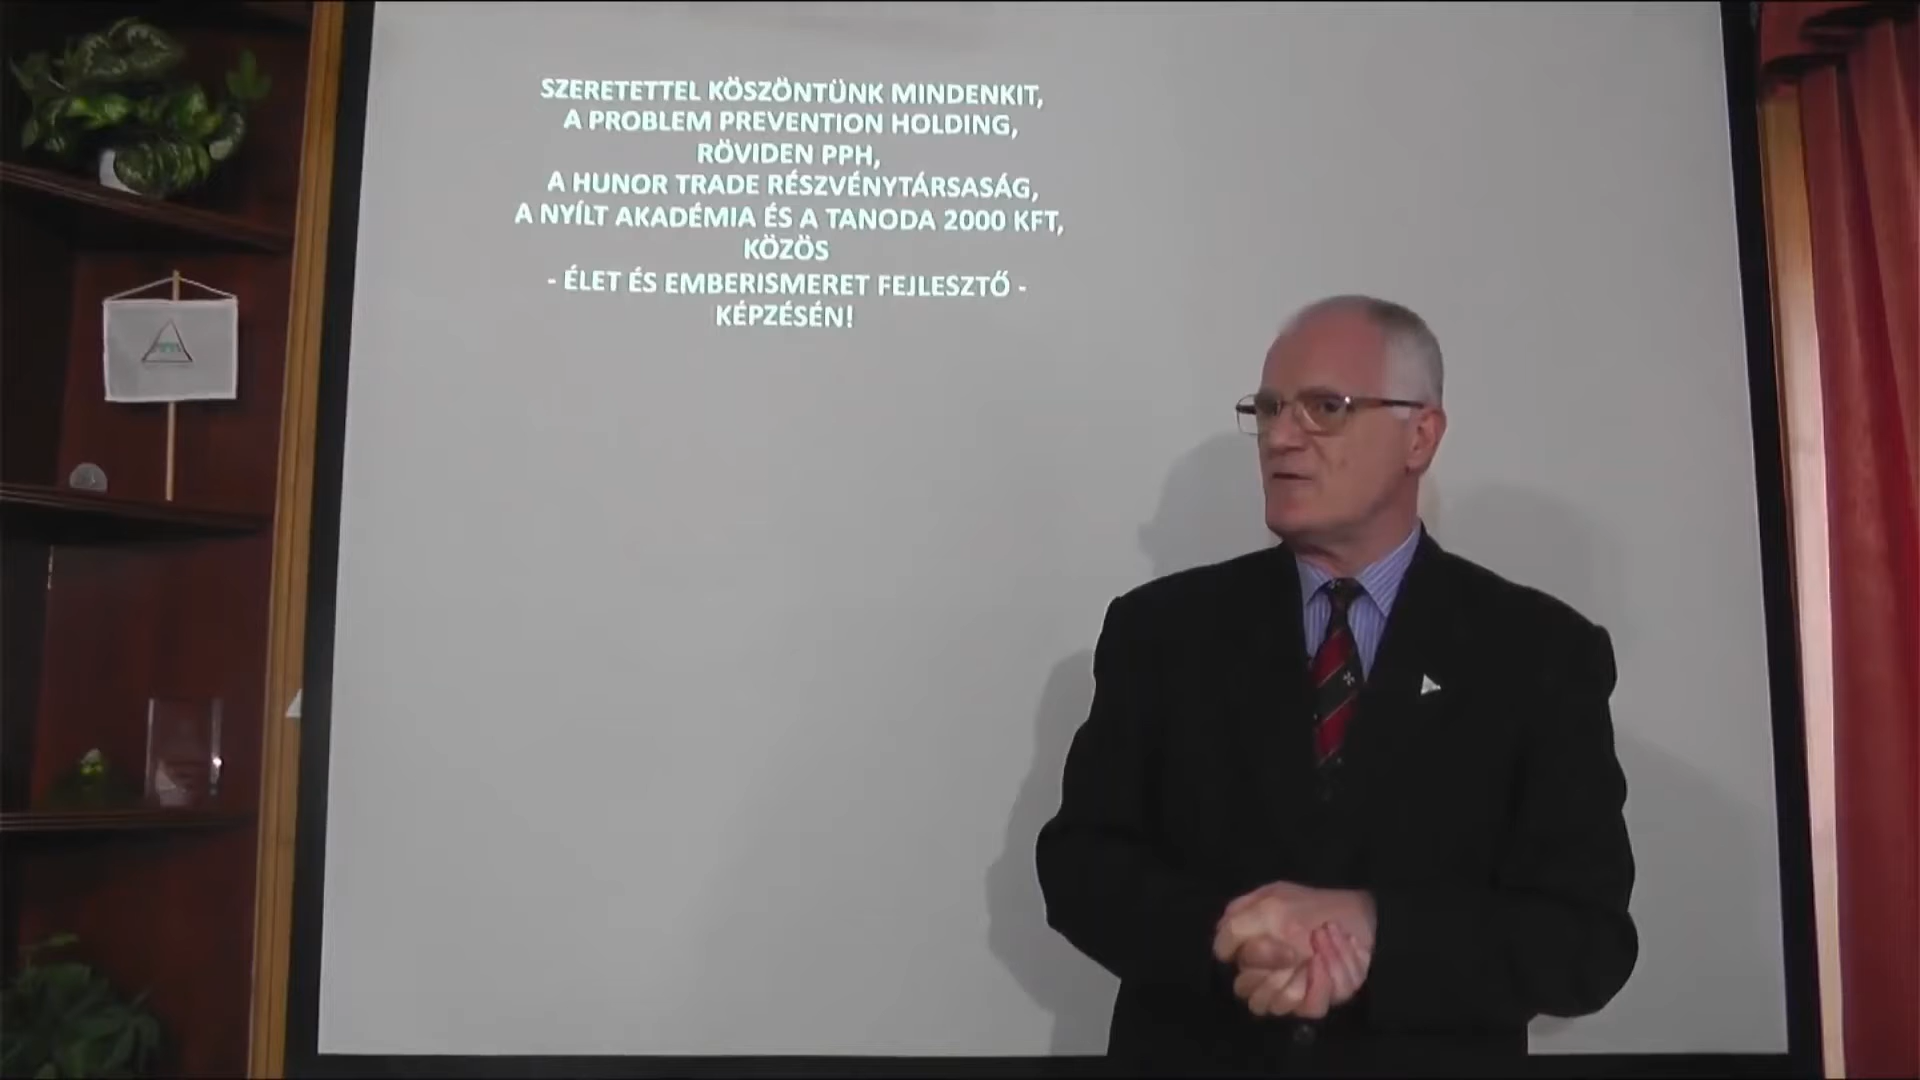 SZERETETTEL KÖSZÖNTÜNK MINDENKIT,
A PROBLEM PREVENTION HOLDING,
RÖVIDEN PPH,
A HUNOR TRADE RÉSZVÉNYTÁRSASÁG,
A NYÍLT AKADÉMIA ÉS A TANODA 2000 KFT,
KÖZÖS
- ÉLET ÉS EMBERISMERET FEJLESZTŐ -
KÉPZÉSÉN!